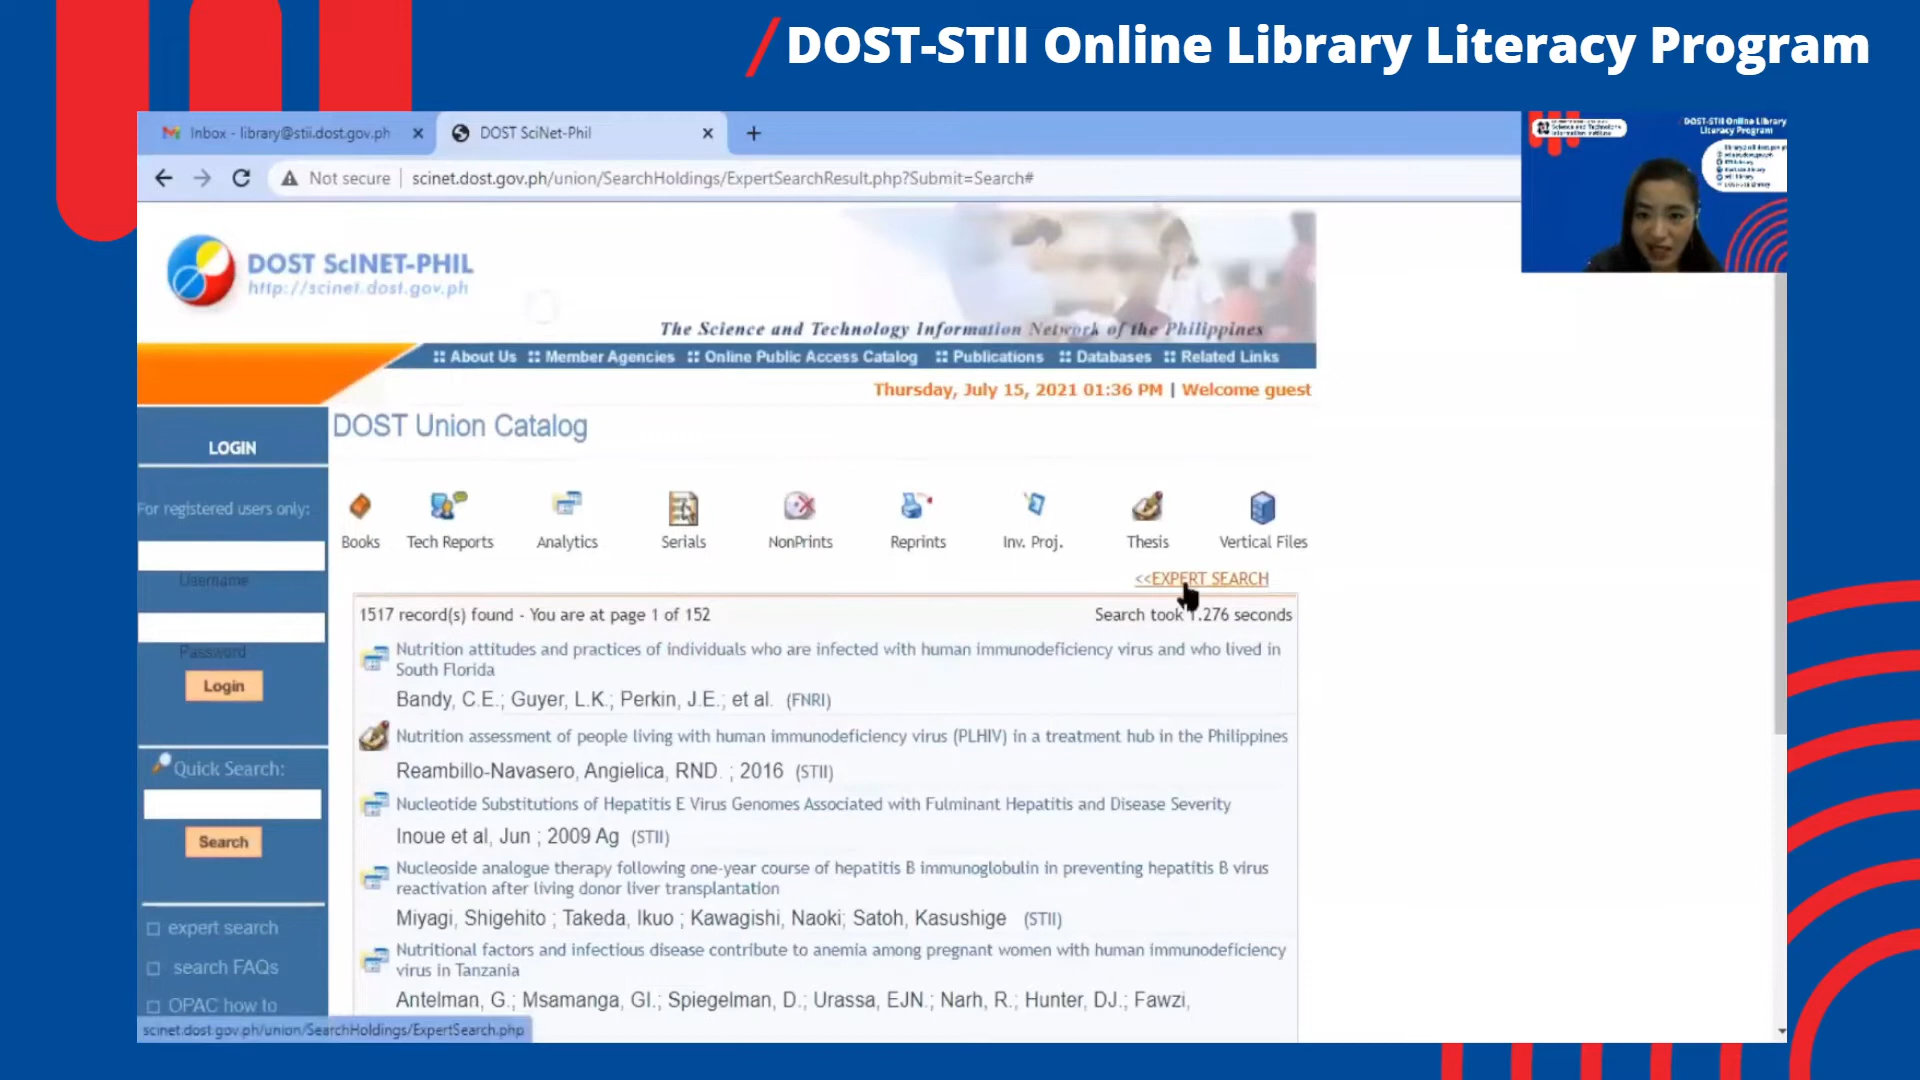 DOST-STII Online Library Literacy Program
Inbox - library@stii.dost.gov.ph
DOST SciNet-Phil
Not secure
scinet.dost.gov.ph/union/SearchHoldings/ExpertSearchResult.php?Submit=Search#
DOST-STII Online Library
Literacy Program
Science and Technology
Information Institute
DOST ScINET-PHIL
http://scinet.dost.gov.ph
The Science and Technology Information Network of the Philippines
:: About Us :: Member Agencies :: Online Public Access Catalog :: Publications :: Databases :: Related Links
Thursday, July 15, 2021 01:36 PM | Welcome guest
DOST Union Catalog
LOGIN
For registered users only:
Username
Password
Login
Quick Search:
Search
expert search
search FAQs
OPAC how to
Books Tech Reports Analytics Serials NonPrints Reprints Inv. Proj. Thesis Vertical Files
<<EXPERT SEARCH
1517 record(s) found - You are at page 1 of 152
Search took 1.276 seconds
Nutrition attitudes and practices of individuals who are infected with human immunodeficiency virus and who lived in
South Florida
Bandy, C.E.; Guyer, L.K.; Perkin, J.E.; et al. (FNRI)
Nutrition assessment of people living with human immunodeficiency virus (PLHIV) in a treatment hub in the Philippines
Reambillo-Navasero, Angielica, RND. ; 2016 (STII)
Nucleotide Substitutions of Hepatitis E Virus Genomes Associated with Fulminant Hepatitis and Disease Severity
Inoue et al, Jun ; 2009 Ag (STII)
Nucleoside analogue therapy following one-year course of hepatitis B immunoglobulin in preventing hepatitis B virus
reactivation after living donor liver transplantation
Miyagi, Shigehito ; Takeda, Ikuo ; Kawagishi, Naoki; Satoh, Kasushige (STII)
Nutritional factors and infectious disease contribute to anemia among pregnant women with human immunodeficiency
virus in Tanzania
Antelman, G.; Msamanga, GI.; Spiegelman, D.; Urassa, EJN.; Narh, R.; Hunter, DJ.; Fawzi,
scinet.dost.gov.ph/union/SearchHoldings/ExpertSearch.php